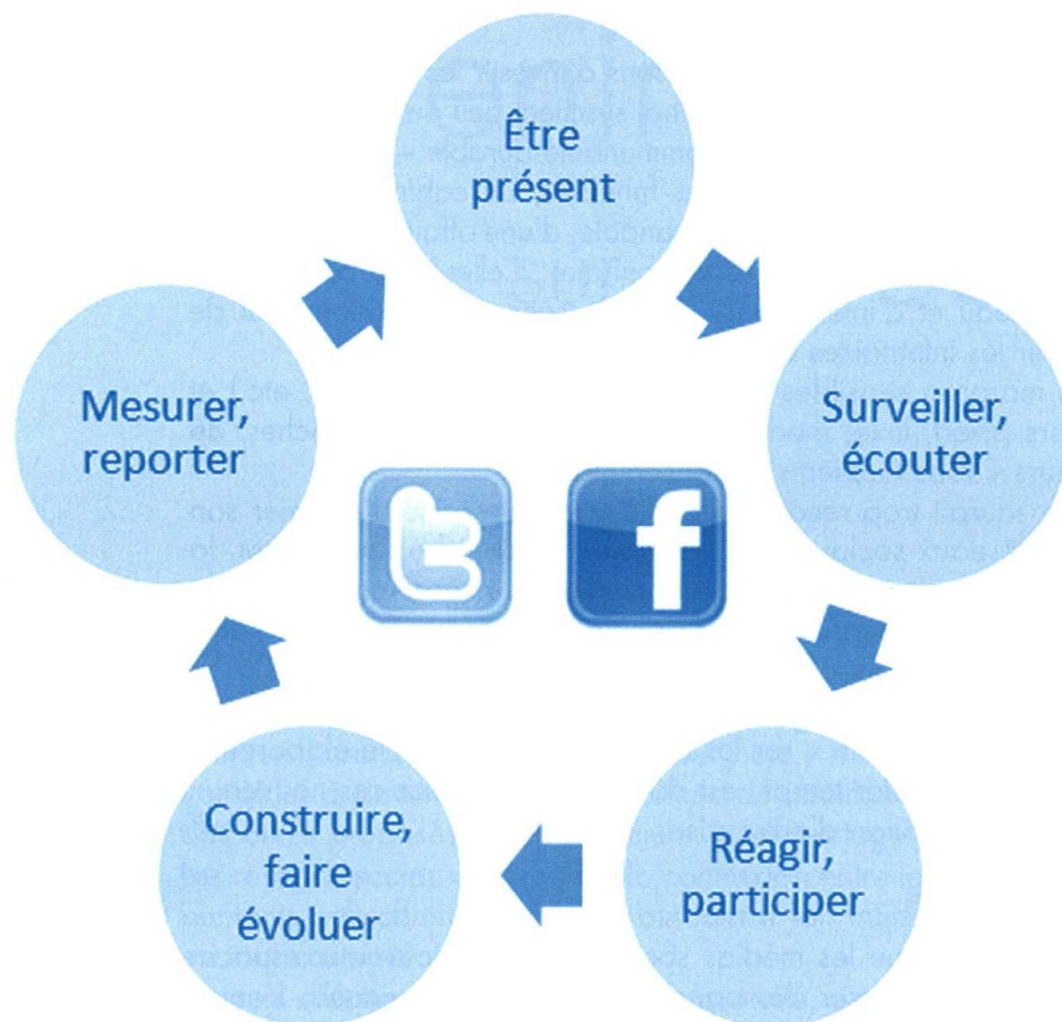 Être
présent
Surveiller,
écouter
Réagir,
participer
Construire,
faire
évoluer
Mesurer,
reporter
t
f